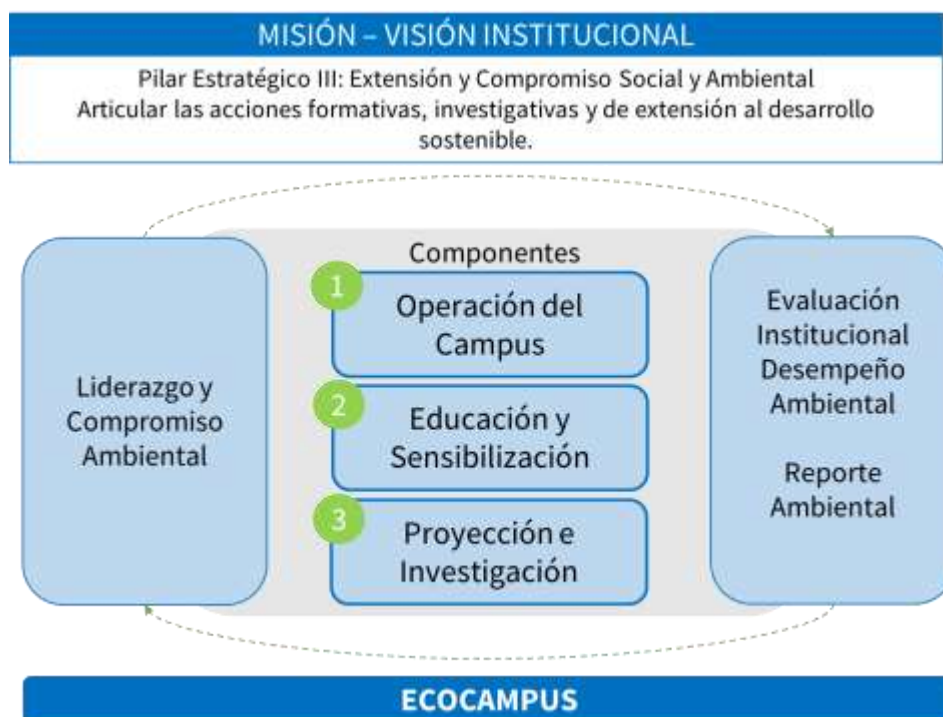 MISIÓN – VISIÓN INSTITUCIONAL
Pilar Estratégico III: Extensión y Compromiso Social y Ambiental
Articular las acciones formativas, investigativas y de extensión al desarrollo
sostenible.
Liderazgo y
Compromiso
Ambiental
Componentes
1
Operación del
Campus
2
Educación y
Sensibilización
3
Proyección e
Investigación
Evaluación
Institucional
Desempeño
Ambiental
Reporte
Ambiental
ECOCAMPUS